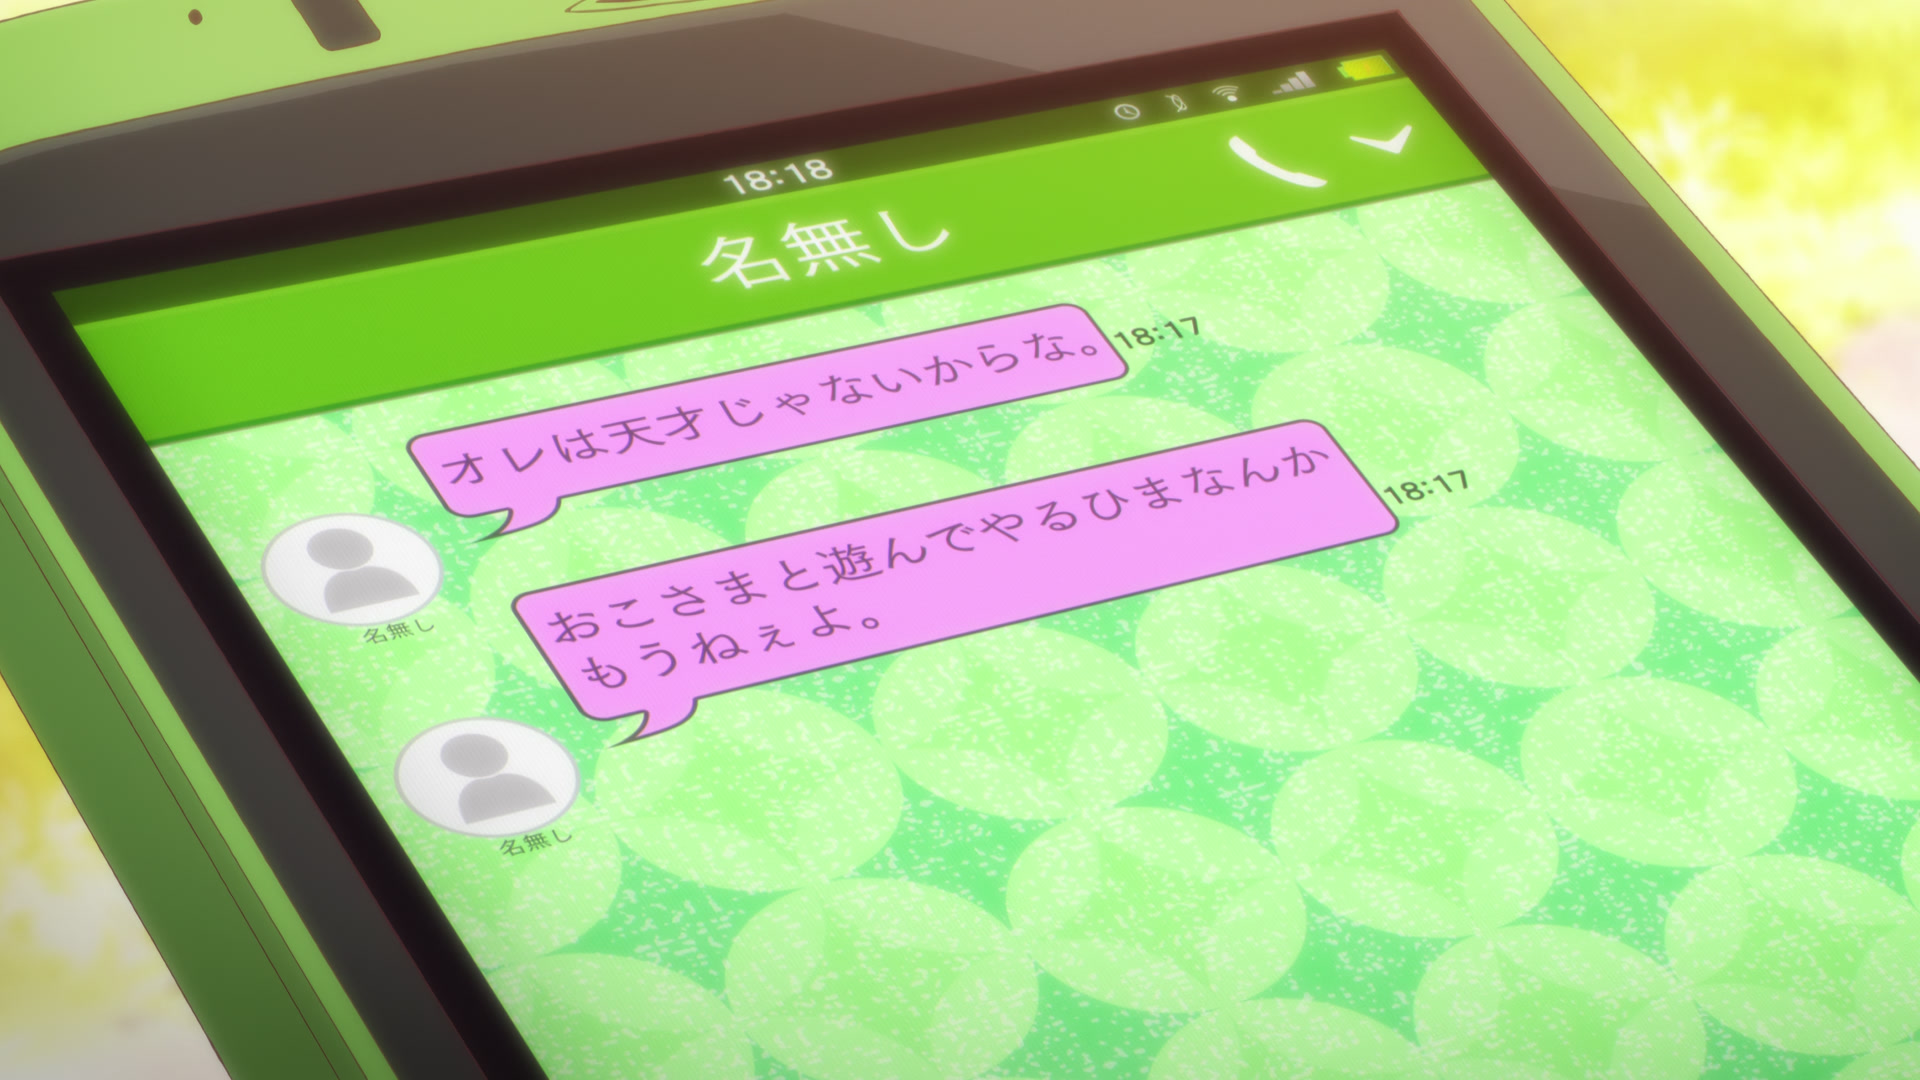 18:18
名無し
オレは天才じゃないからな。
18:17
名無し
おこさまと遊んでやるひまなんか
もうねぇよ。
18:17
名無し